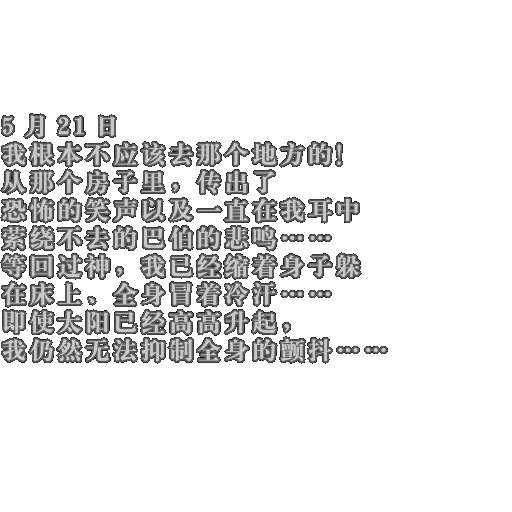 5 月 21 日
我根本不应该去那个地方的!
从那个房子里，传出了
恐怖的笑声以及一直在我耳中
萦绕不去的巴伯的悲鸣……
等回过神，我已经缩着身子躲
在床上、全身冒着冷汗……
即使太阳已经高高升起，
我仍然无法抑制全身的颤抖……